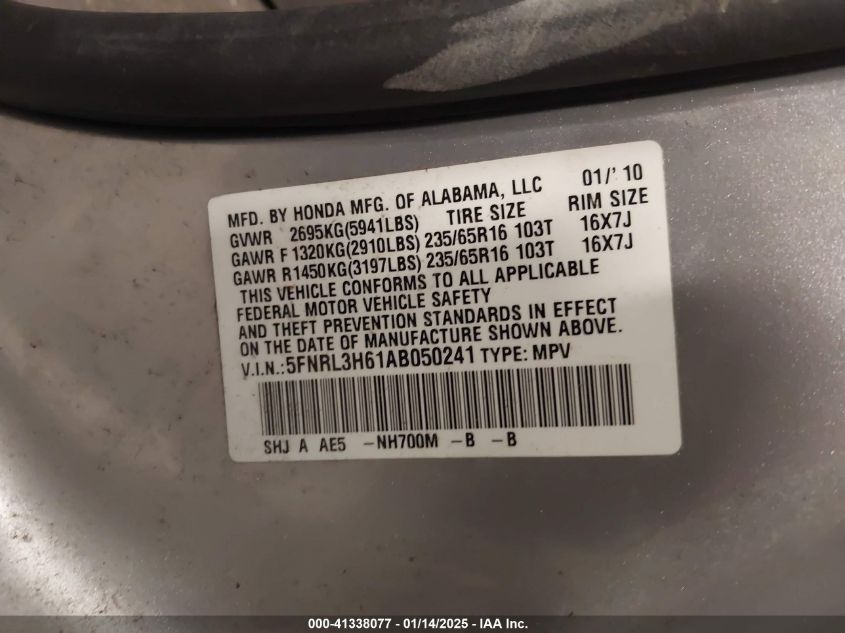 MFD. BY HONDA MFG. OF ALABAMA, LLC 01/' 10
GVWR 2695KG(5941LBS) TIRE SIZE RIM SIZE
GAWR F 1320KG(2910LBS) 235/65R16 103T 16X7J
GAWR R1450KG(3197LBS) 235/65R16 103T 16X7J
THIS VEHICLE CONFORMS TO ALL APPLICABLE
FEDERAL MOTOR VEHICLE SAFETY
AND THEFT PREVENTION STANDARDS IN EFFECT
ON THE DATE OF MANUFACTURE SHOWN ABOVE.
V.I.N.:5FNRL3H61AB050241 TYPE: MPV
SHJ A AE5 -NH700M -B -B
000-41338077 - 01/14/2025 - IAA Inc.